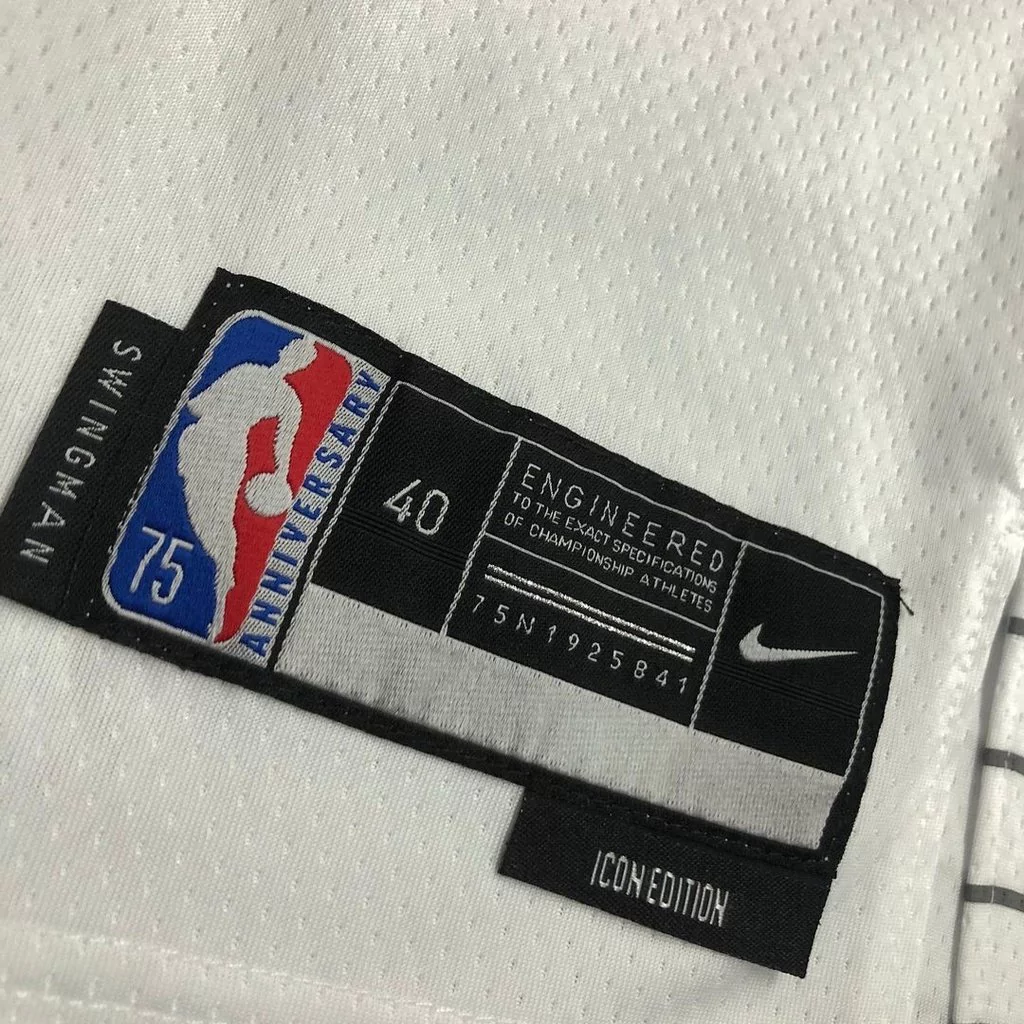 SWINGMAN
75
ANNIVERSARY
40
ENGINEERED
TO THE EXACT SPECIFICATIONS
OF CHAMPIONSHIP ATHLETES
75N1925841
ICON EDITION